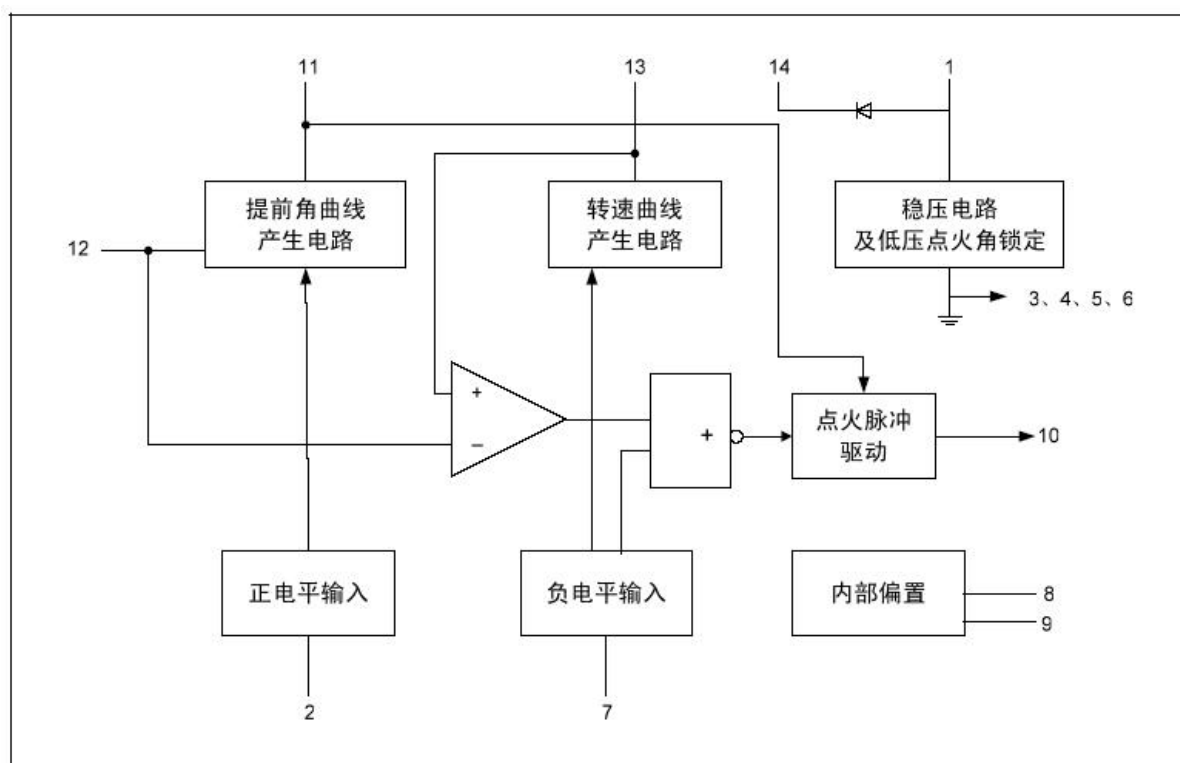 11
13
14
1
提前角曲线
产生电路
转速曲线
产生电路
稳压电路
及低压点火角锁定
12
3、4、5、6
+
−
+
点火脉冲
驱动
10
正电平输入
负电平输入
内部偏置
8
9
2
7